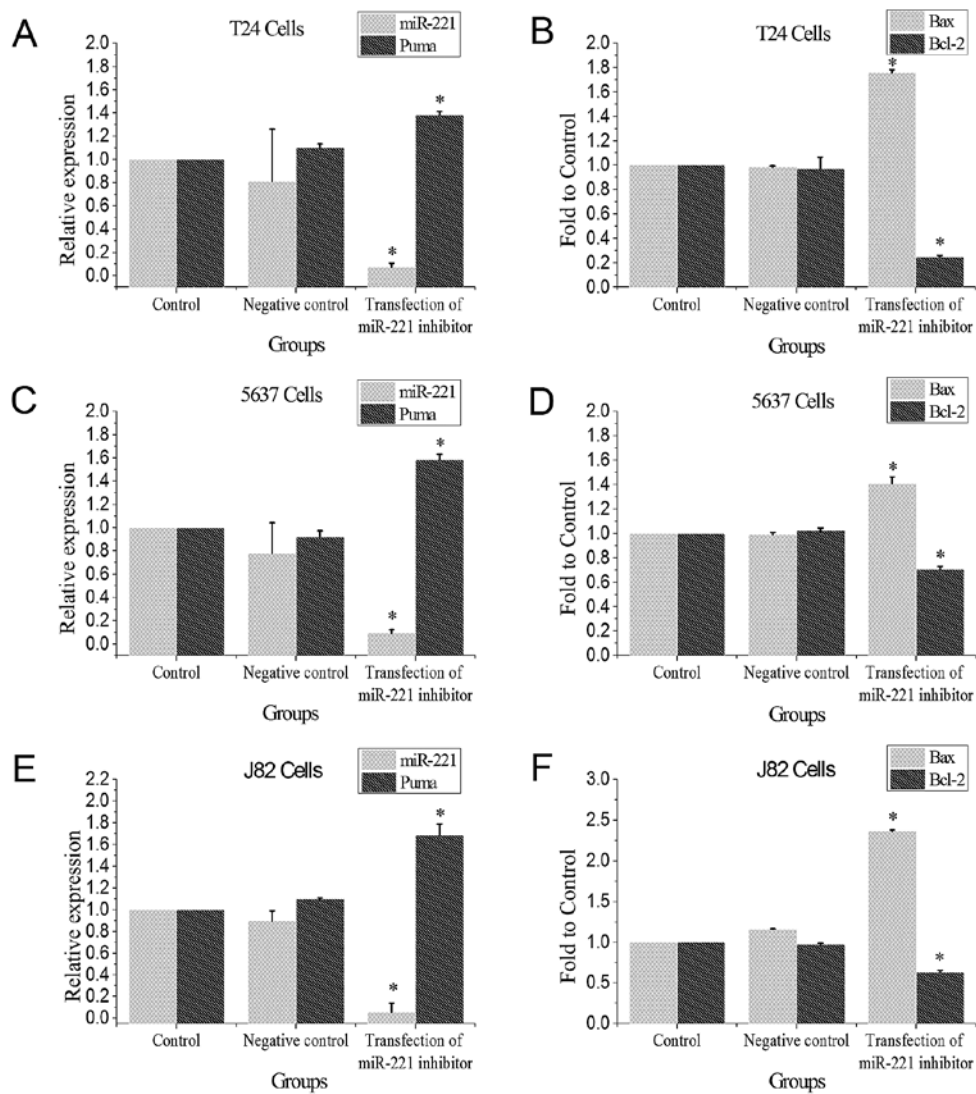 A
T24 Cells
miR-221
Puma
2.0
1.8
1.6
1.4
1.2
1.0
0.8
0.6
0.4
0.2
0.0
Relative expression
*
*
Control
Negative control
Transfection of
miR-221 inhibitor
Groups
B
T24 Cells
Bax
Bcl-2
2.0
1.8
1.6
1.4
1.2
1.0
0.8
0.6
0.4
0.2
0.0
Fold to Control
*
*
Control
Negative control
Transfection of
miR-221 inhibitor
Groups
C
5637 Cells
miR-221
Puma
2.0
1.8
1.6
1.4
1.2
1.0
0.8
0.6
0.4
0.2
0.0
Relative expression
*
*
Control
Negative control
Transfection of
miR-221 inhibitor
Groups
D
5637 Cells
Bax
Bcl-2
2.0
1.8
1.6
1.4
1.2
1.0
0.8
0.6
0.4
0.2
0.0
Fold to Control
*
*
Control
Negative control
Transfection of
miR-221 inhibitor
Groups
E
J82 Cells
miR-221
Puma
2.2
2.0
1.8
1.6
1.4
1.2
1.0
0.8
0.6
0.4
0.2
0.0
Relative expression
*
*
Control
Negative control
Transfection of
miR-221 inhibitor
Groups
F
J82 Cells
Bax
Bcl-2
3.0
2.5
2.0
1.5
1.0
0.5
0.0
Fold to Control
*
*
Control
Negative control
Transfection of
miR-221 inhibitor
Groups